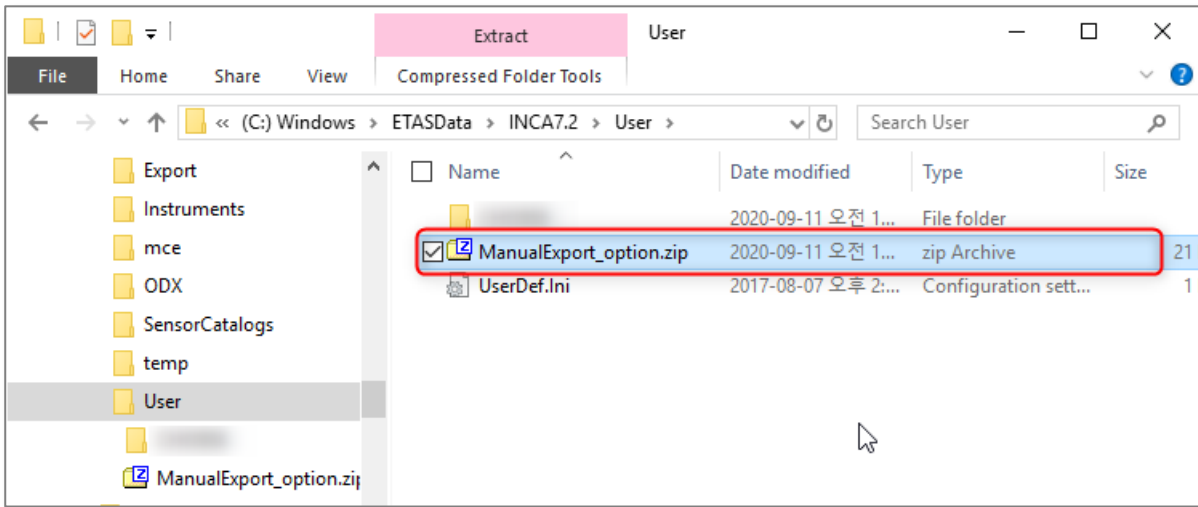 Extract User
File Home Share View Compressed Folder Tools
« (C:) Windows > ETASData > INCA7.2 > User > Search User
Export
Instruments
mce
ODX
SensorCatalogs
temp
User
ManualExport_option.zip
Name Date modified Type Size
2020-09-11 오전 1... File folder
ManualExport_option.zip 2020-09-11 오전 1... zip Archive 21
UserDef.Ini 2017-08-07 오후 2:... Configuration sett... 1